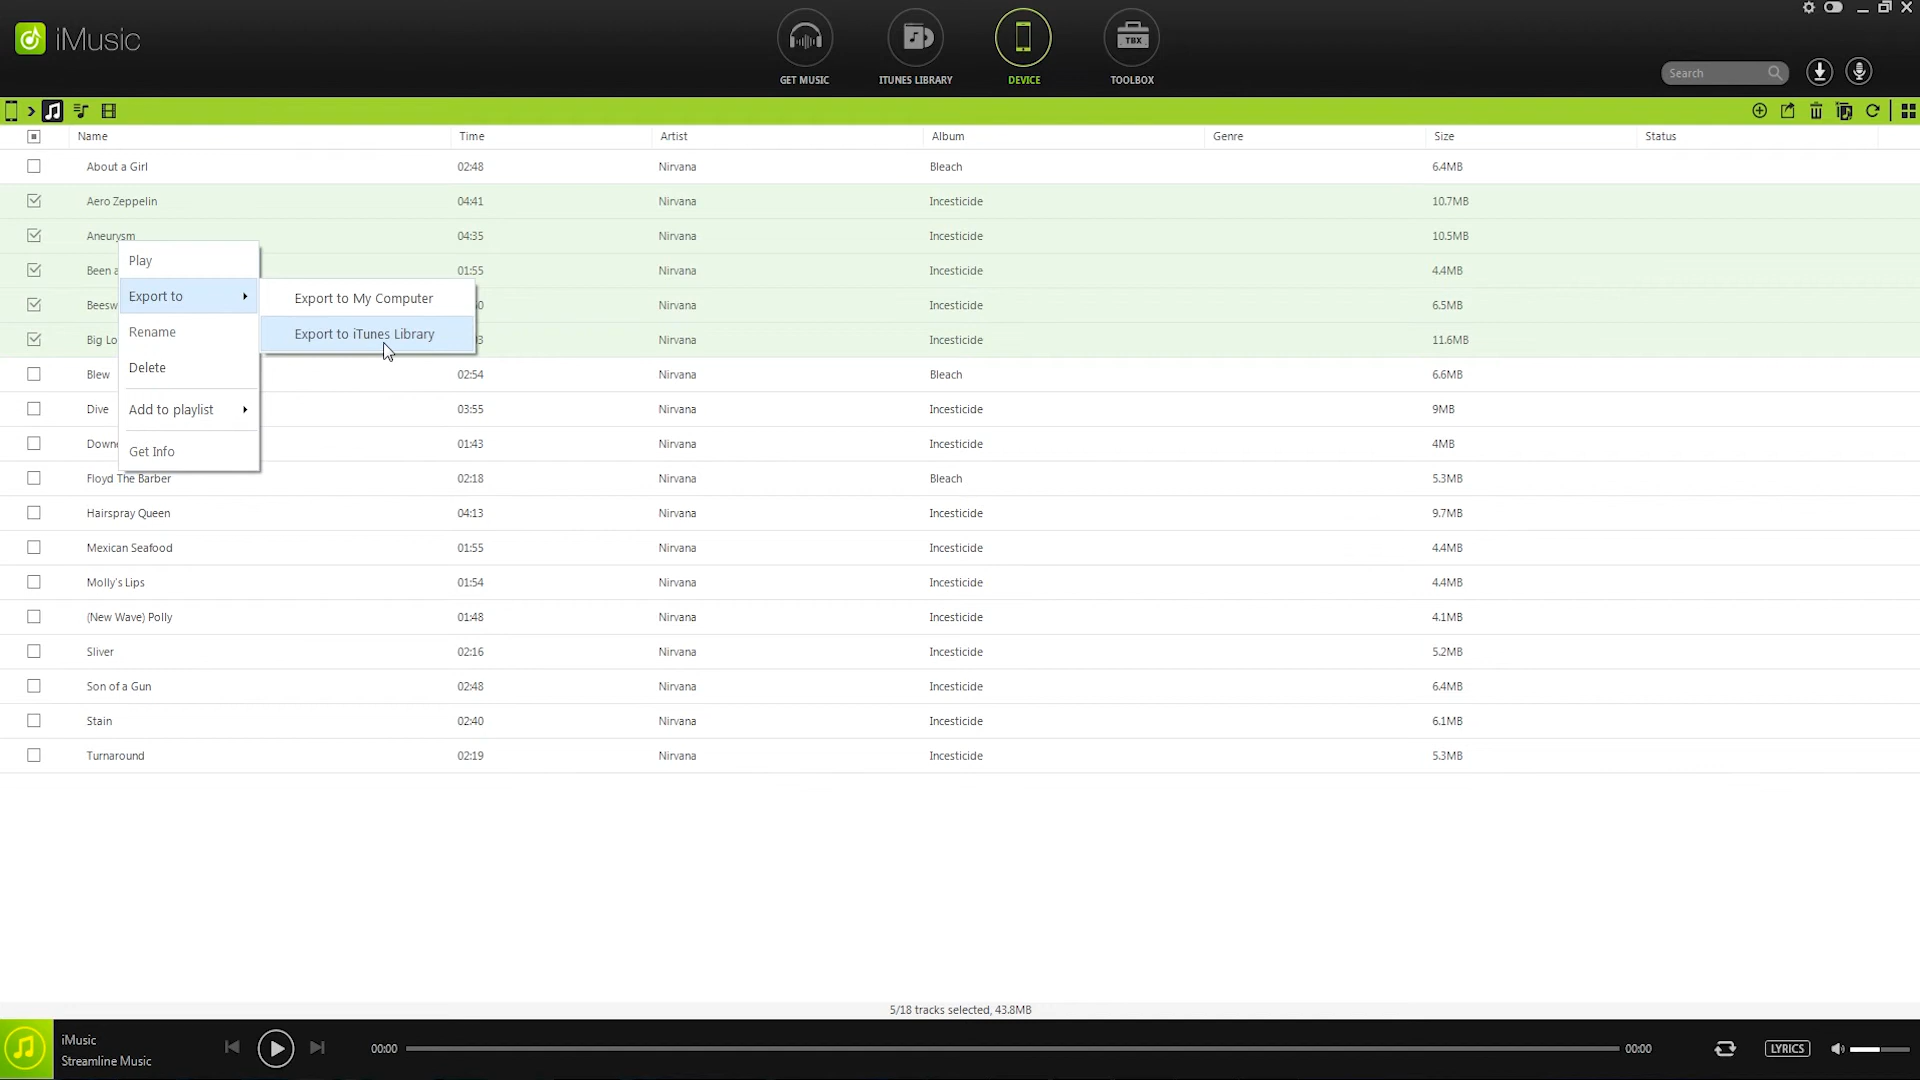 iMusic
GET MUSIC
ITUNES LIBRARY
DEVICE
TBX
TOOLBOX
Search
Name Time Artist Album Genre Size Status
About a Girl 02:48 Nirvana Bleach 6.4MB
Aero Zeppelin 04:41 Nirvana Incesticide 10.7MB
Aneurysm 04:35 Nirvana Incesticide 10.5MB
Been a 01:55 Nirvana Incesticide 4.4MB
Beesw 0 Nirvana Incesticide 6.5MB
Big Lo 3 Nirvana Incesticide 11.6MB
Play
Export to
Rename
Delete
Add to playlist
Get Info
Export to My Computer
Export to iTunes Library
Blew 02:54 Nirvana Bleach 6.6MB
Dive 03:55 Nirvana Incesticide 9MB
Downe 01:43 Nirvana Incesticide 4MB
Floyd The Barber 02:18 Nirvana Bleach 5.3MB
Hairspray Queen 04:13 Nirvana Incesticide 9.7MB
Mexican Seafood 01:55 Nirvana Incesticide 4.4MB
Molly's Lips 01:54 Nirvana Incesticide 4.4MB
(New Wave) Polly 01:48 Nirvana Incesticide 4.1MB
Sliver 02:16 Nirvana Incesticide 5.2MB
Son of a Gun 02:48 Nirvana Incesticide 6.4MB
Stain 02:40 Nirvana Incesticide 6.1MB
Turnaround 02:19 Nirvana Incesticide 5.3MB
5/18 tracks selected, 43.8MB
iMusic
Streamline Music
00:00
00:00
LYRICS